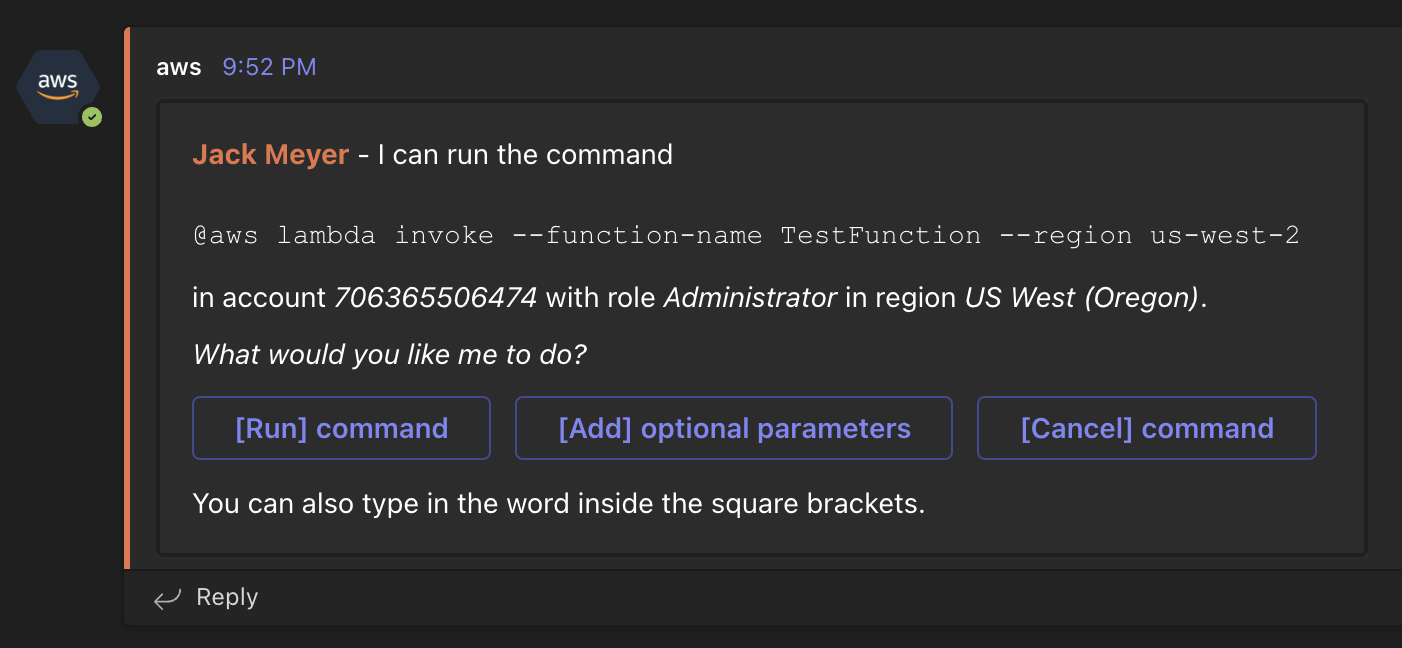 aws
aws 9:52 PM
Jack Meyer - I can run the command
@aws lambda invoke --function-name TestFunction --region us-west-2
in account 706365506474 with role Administrator in region US West (Oregon).
What would you like me to do?
[Run] command [Add] optional parameters [Cancel] command
You can also type in the word inside the square brackets.
Reply